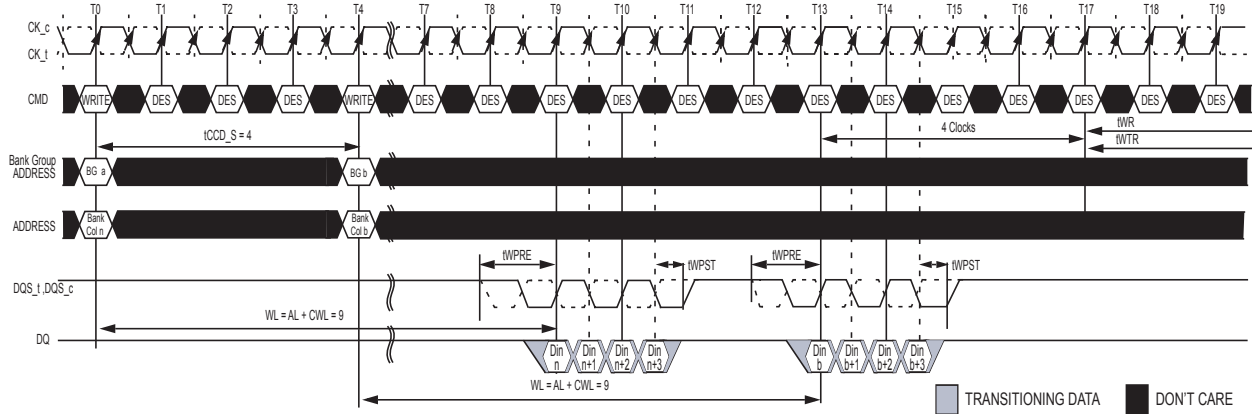 T0 T1 T2 T3 T4 T7 T8 T9 T10 T11 T12 T13 T14 T15 T16 T17 T18 T19
CK_c
CK_t
CMD WRITE DES DES DES WRITE DES DES DES DES DES DES DES DES DES DES DES DES DES
tCCD_S = 4 4 Clocks tWR
tWTR
Bank Group
ADDRESS BG a BG b
ADDRESS Bank
Col n Bank
Col b
tWPRE tWPST tWPRE tWPST
DQS_t ,DQS_c
WL = AL + CWL = 9
DQ Din
n Din
n+1 Din
n+2 Din
n+3 Din
b Din
b+1 Din
b+2 Din
b+3
WL = AL + CWL = 9
TRANSITIONING DATA DON'T CARE